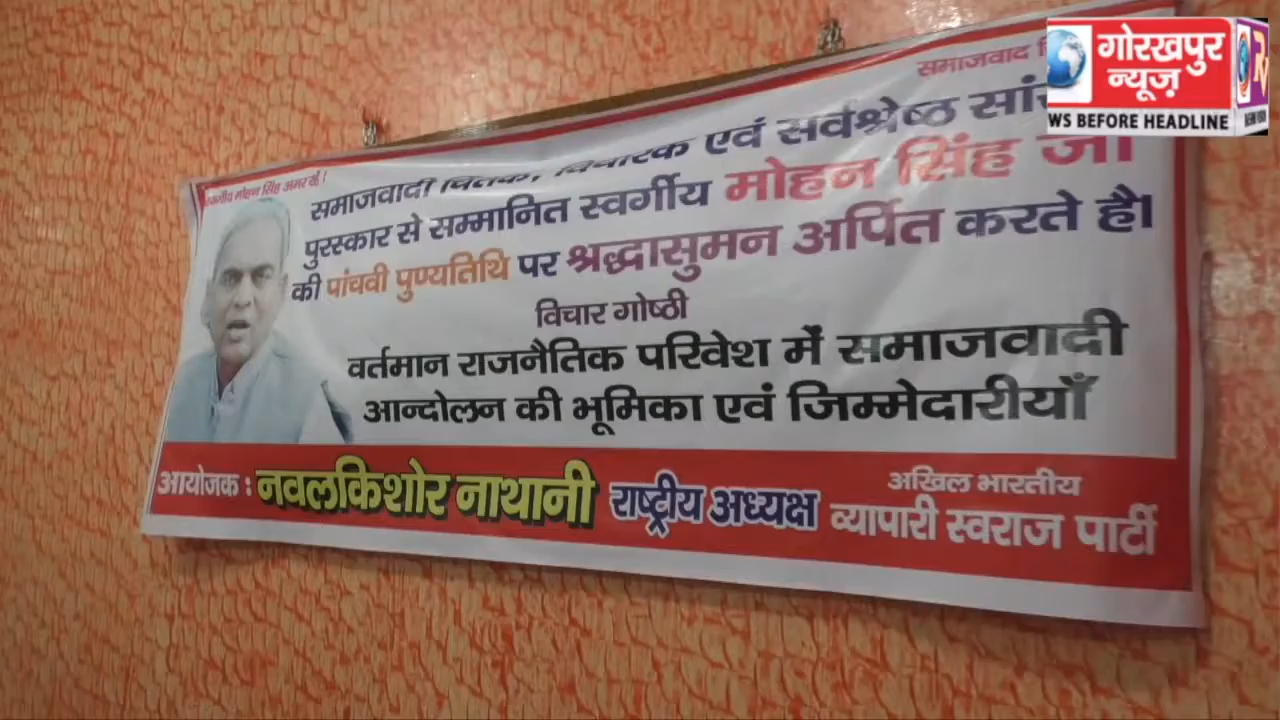 समाजवाद
स्वर्गीय मोहन सिंह अमर रहें!
समाजवादी चिंतक, विचारक एवं सर्वश्रेष्ठ
पुरस्कार से सम्मानित स्वर्गीय मोहन सिंह जी
की पांचवी पुण्यतिथि पर श्रद्धासुमन अर्पित करते है।
विचार गोष्ठी
वर्तमान राजनैतिक परिवेश में समाजवादी
आन्दोलन की भूमिका एवं जिम्मेदारीयाँ
आयोजक : नवलकिशोर नाथानी राष्ट्रीय अध्यक्ष
अखिल भारतीय
व्यापारी स्वराज पार्टी
गोरखपुर
न्यूज़
WS BEFORE HEADLINE